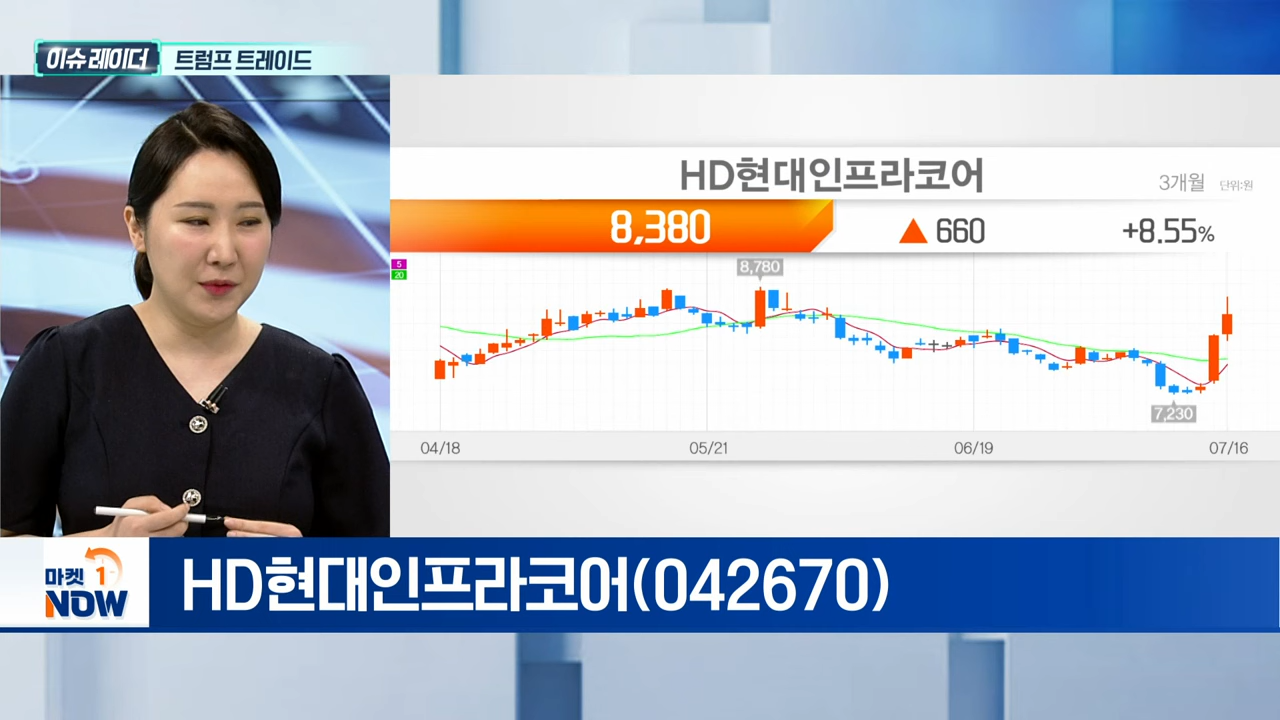 이슈 레이더 트럼프 트레이드
HD현대인프라코어
3개월 단위:원
8,380 ▲ 660 +8.55%
5
20
8,780
7,230
04/18 05/21 06/19 07/16
마켓 1
NOW
HD현대인프라코어(042670)